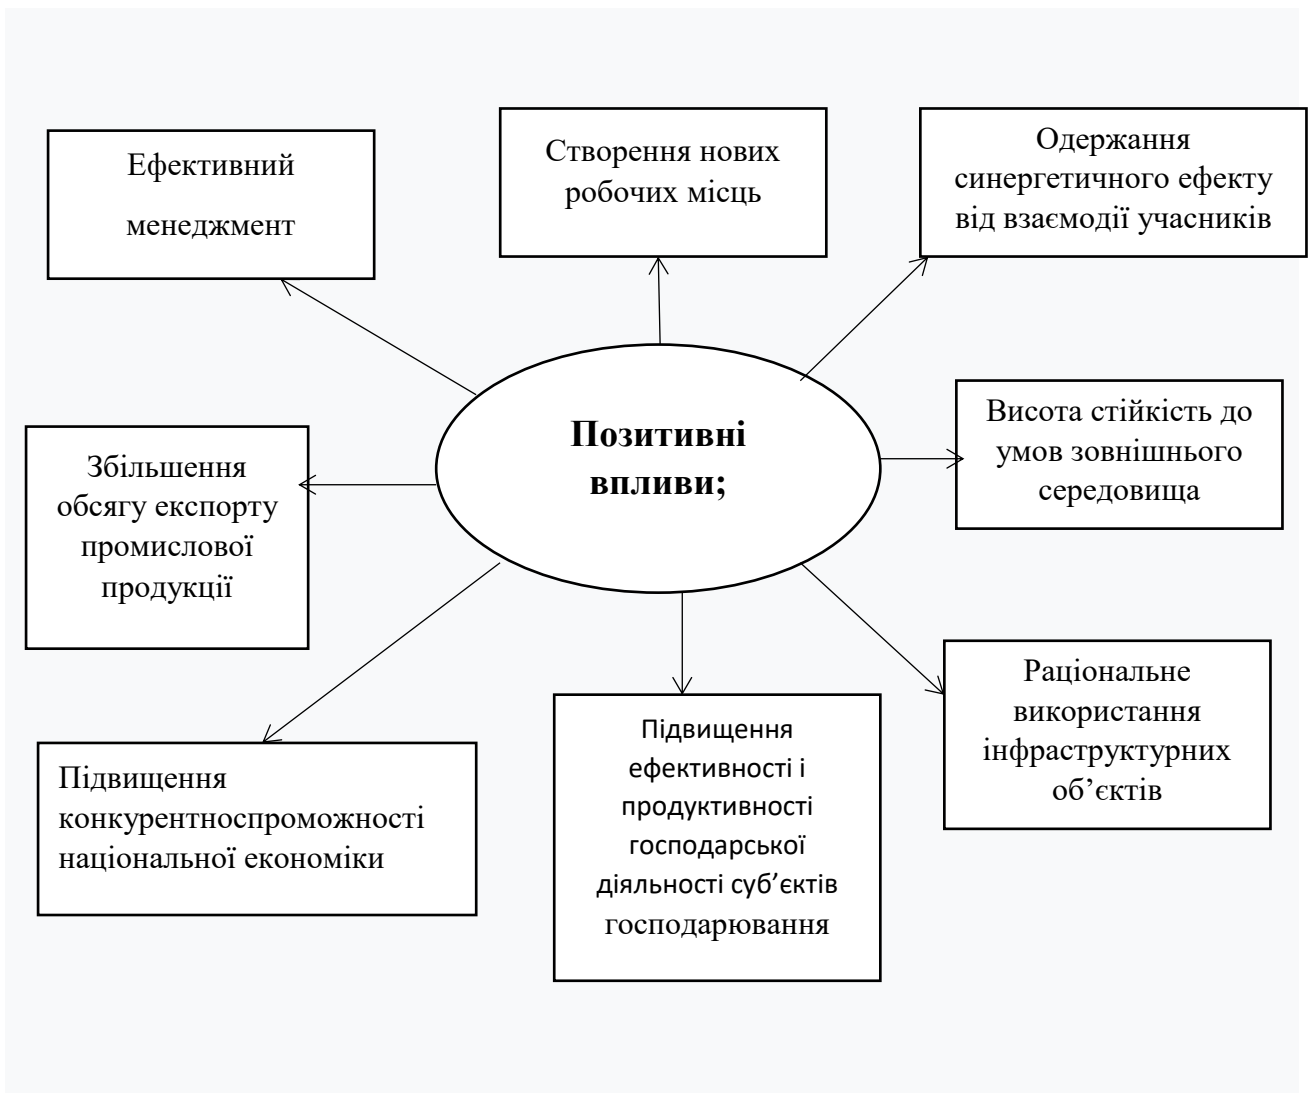 Ефективний
менеджмент
Створення нових
робочих місць
Одержання
синергетичного ефекту
від взаємодії учасників
Позитивні
впливи;
Висота стійкість до
умов зовнішнього
середовища
Збільшення
обсягу експорту
промислової
продукції
Раціональне
використання
інфраструктурних
об’єктів
Підвищення
конкурентноспроможності
національної економіки
Підвищення
ефективності і
продуктивності
господарської
діяльності суб’єктів
господарювання